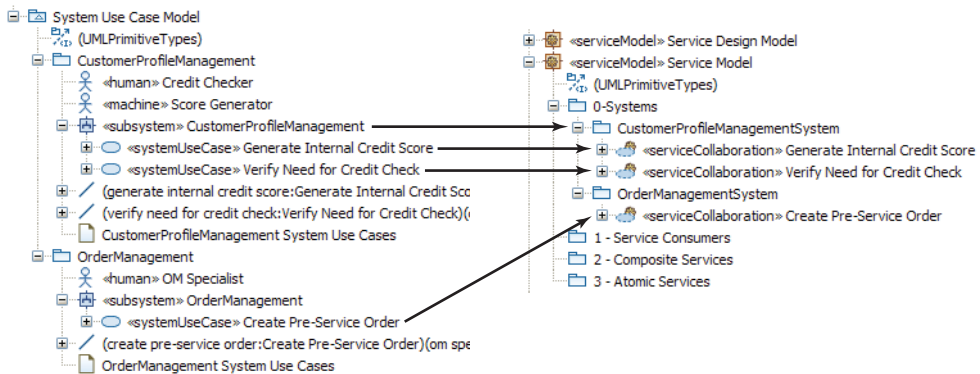 System Use Case Model
(UMLPrimitiveTypes)
CustomerProfileManagement
«human» Credit Checker
«machine» Score Generator
«subsystem» CustomerProfileManagement
«systemUseCase» Generate Internal Credit Score
«systemUseCase» Verify Need for Credit Check
(generate internal credit score:Generate Internal Credit Sco
(verify need for credit check:Verify Need for Credit Check)(
CustomerProfileManagement System Use Cases
OrderManagement
«human» OM Specialist
«subsystem» OrderManagement
«systemUseCase» Create Pre-Service Order
(create pre-service order:Create Pre-Service Order)(om spe
OrderManagement System Use Cases
«serviceModel» Service Design Model
«serviceModel» Service Model
(UMLPrimitiveTypes)
0-Systems
CustomerProfileManagementSystem
«serviceCollaboration» Generate Internal Credit Score
«serviceCollaboration» Verify Need for Credit Check
OrderManagementSystem
«serviceCollaboration» Create Pre-Service Order
1 - Service Consumers
2 - Composite Services
3 - Atomic Services